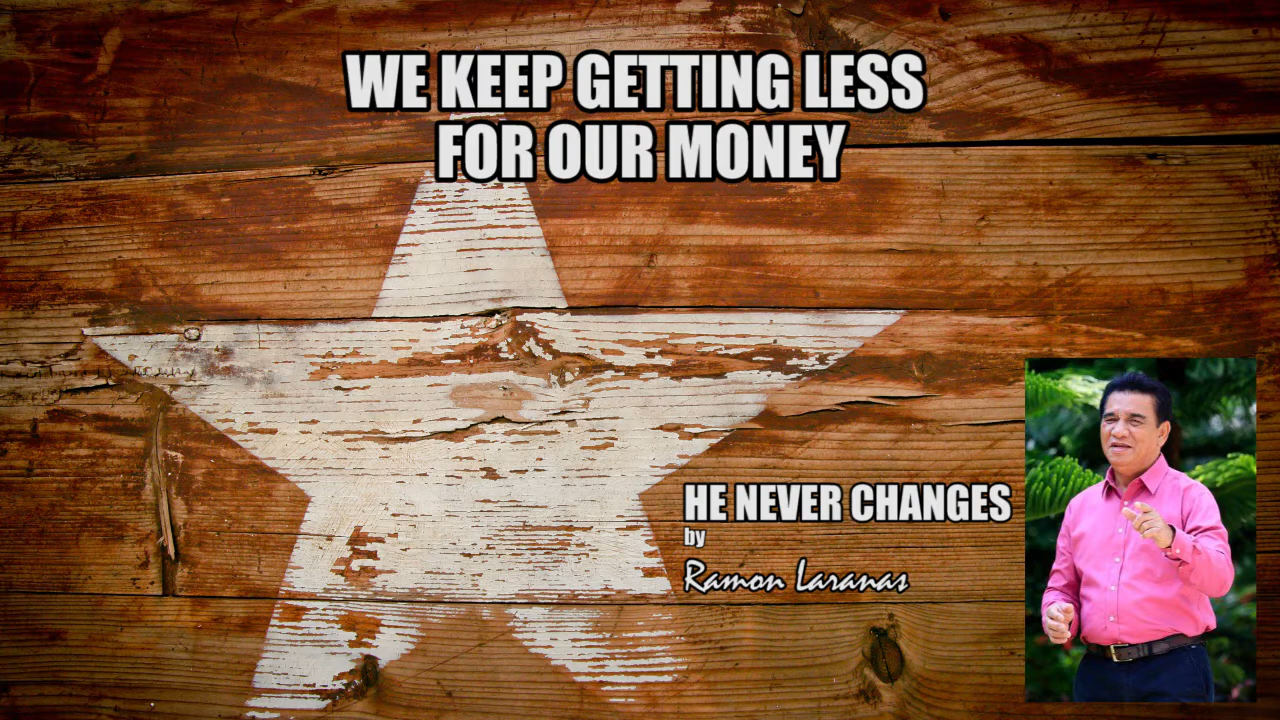 WE KEEP GETTING LESS
FOR OUR MONEY
HE NEVER CHANGES
by
Ramon Laranas